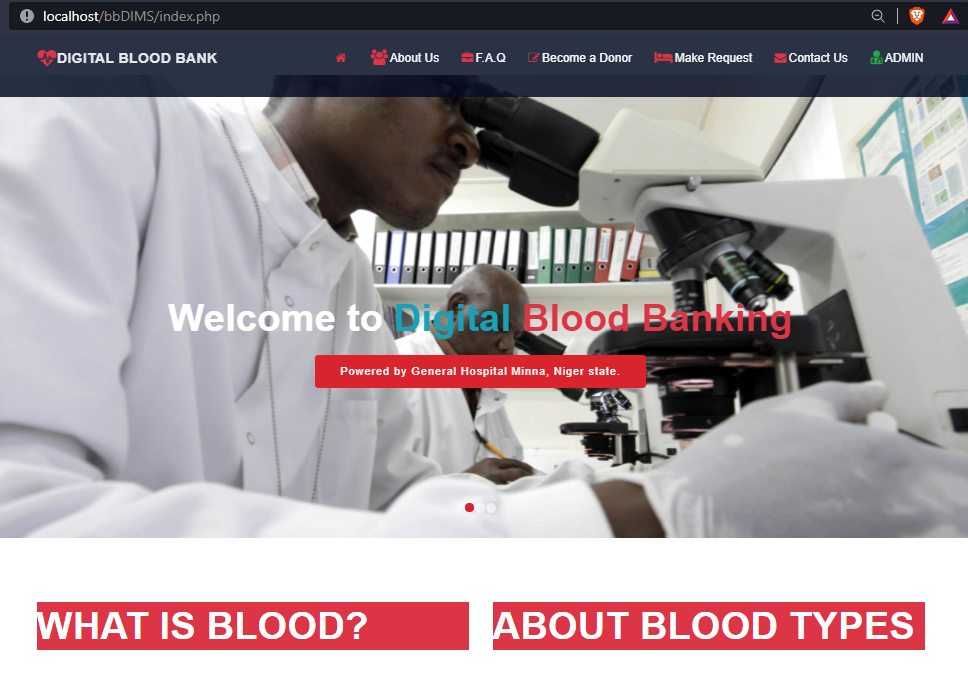 localhost/bbDIMS/index.php
DIGITAL BLOOD BANK About Us F.A.Q Become a Donor Make Request Contact Us ADMIN
Welcome to Digital Blood Banking
Powered by General Hospital Minna, Niger state.
WHAT IS BLOOD? ABOUT BLOOD TYPES